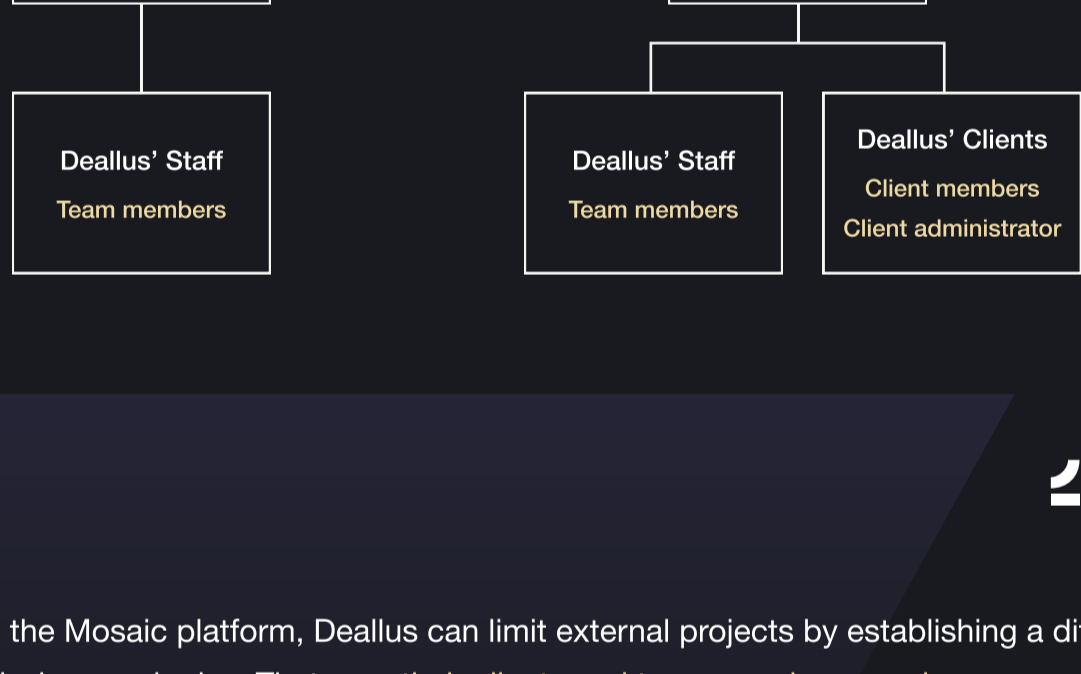 Deallus’ Staff
Team members
Deallus’ Staff
Team members
Deallus’ Clients
Client members
Client administrator
the Mosaic platform, Deallus can limit external projects by establishing a